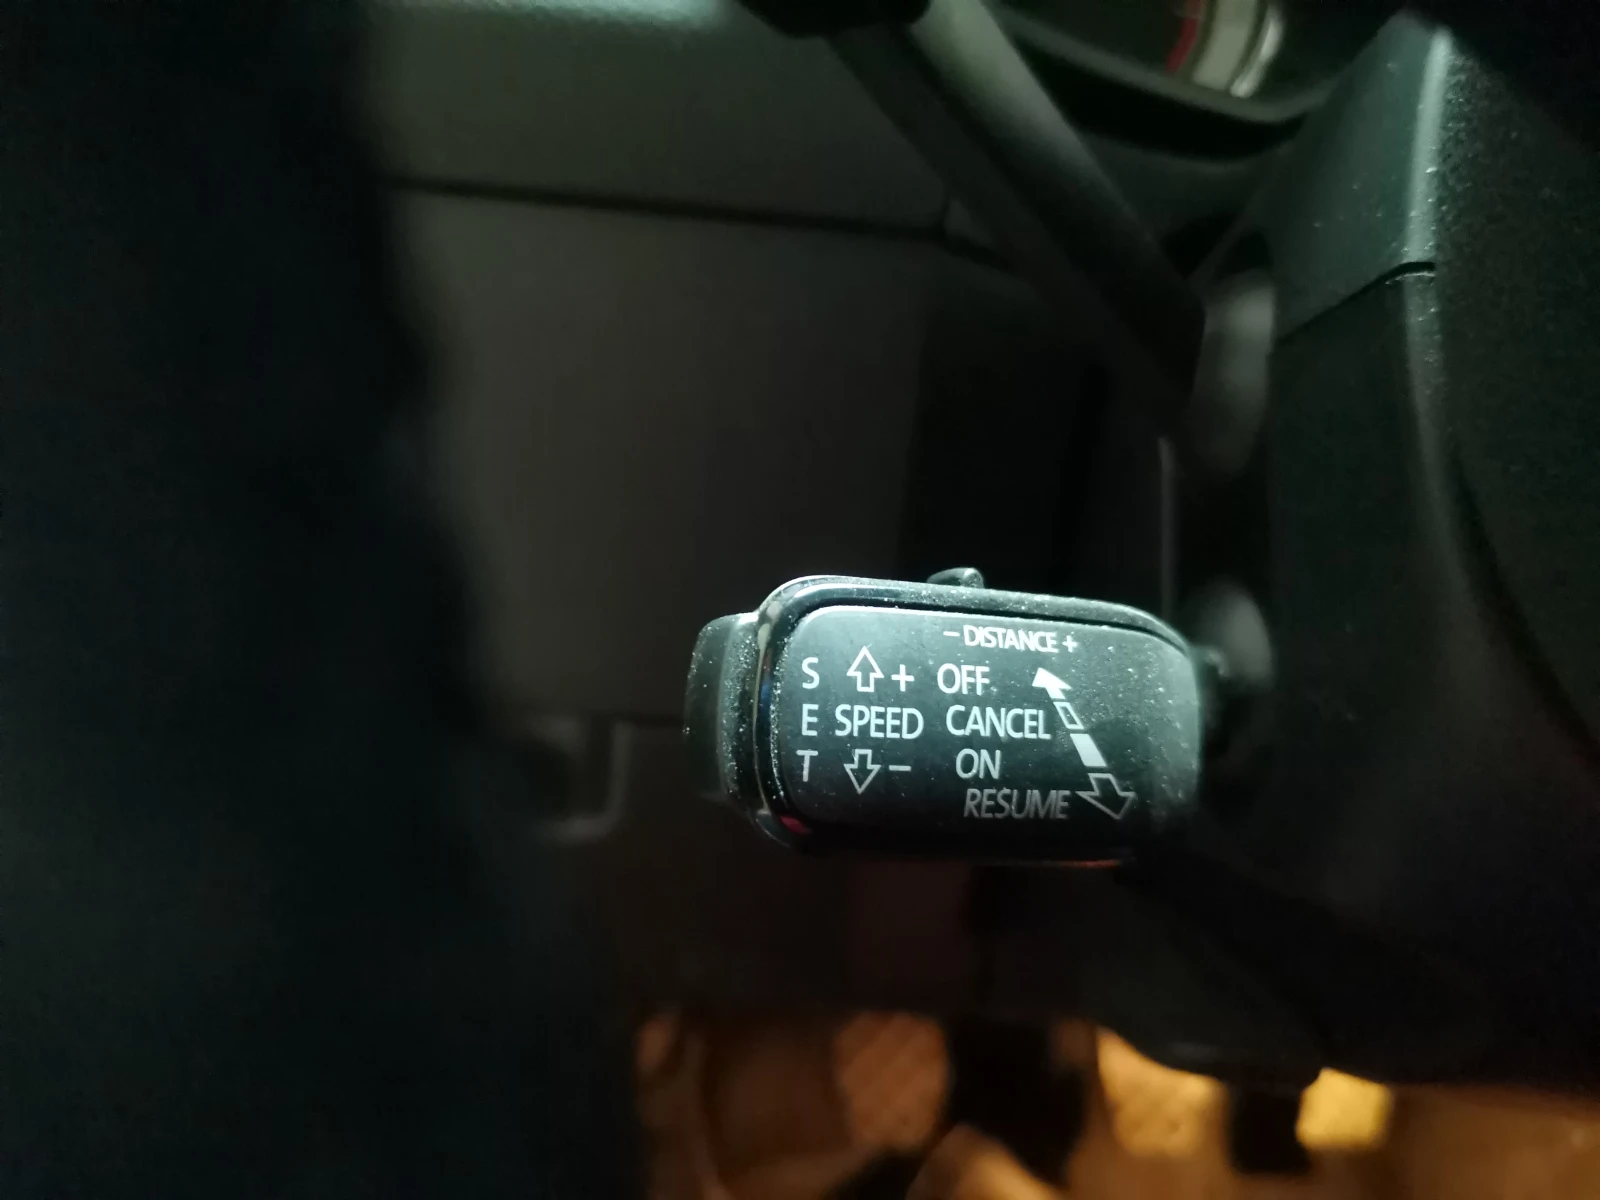 - DISTANCE +
S + OFF
E SPEED CANCEL
T - ON
RESUME